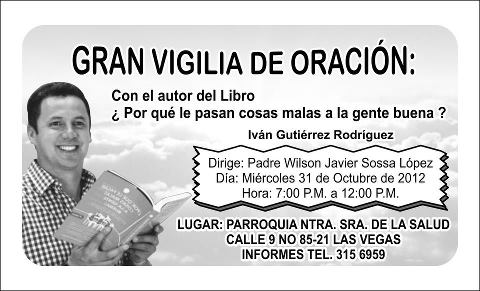 GRAN VIGILIA DE ORACIÓN:
Con el autor del Libro
¿ Por qué le pasan cosas malas a la gente buena ?
Iván Gutiérrez Rodríguez
Dirige: Padre Wilson Javier Sossa López
Día: Miércoles 31 de Octubre de 2012
Hora: 7:00 P.M. a 12:00 P.M.
LUGAR: PARROQUIA NTRA. SRA. DE LA SALUD
CALLE 9 NO 85-21 LAS VEGAS
INFORMES TEL. 315 6959